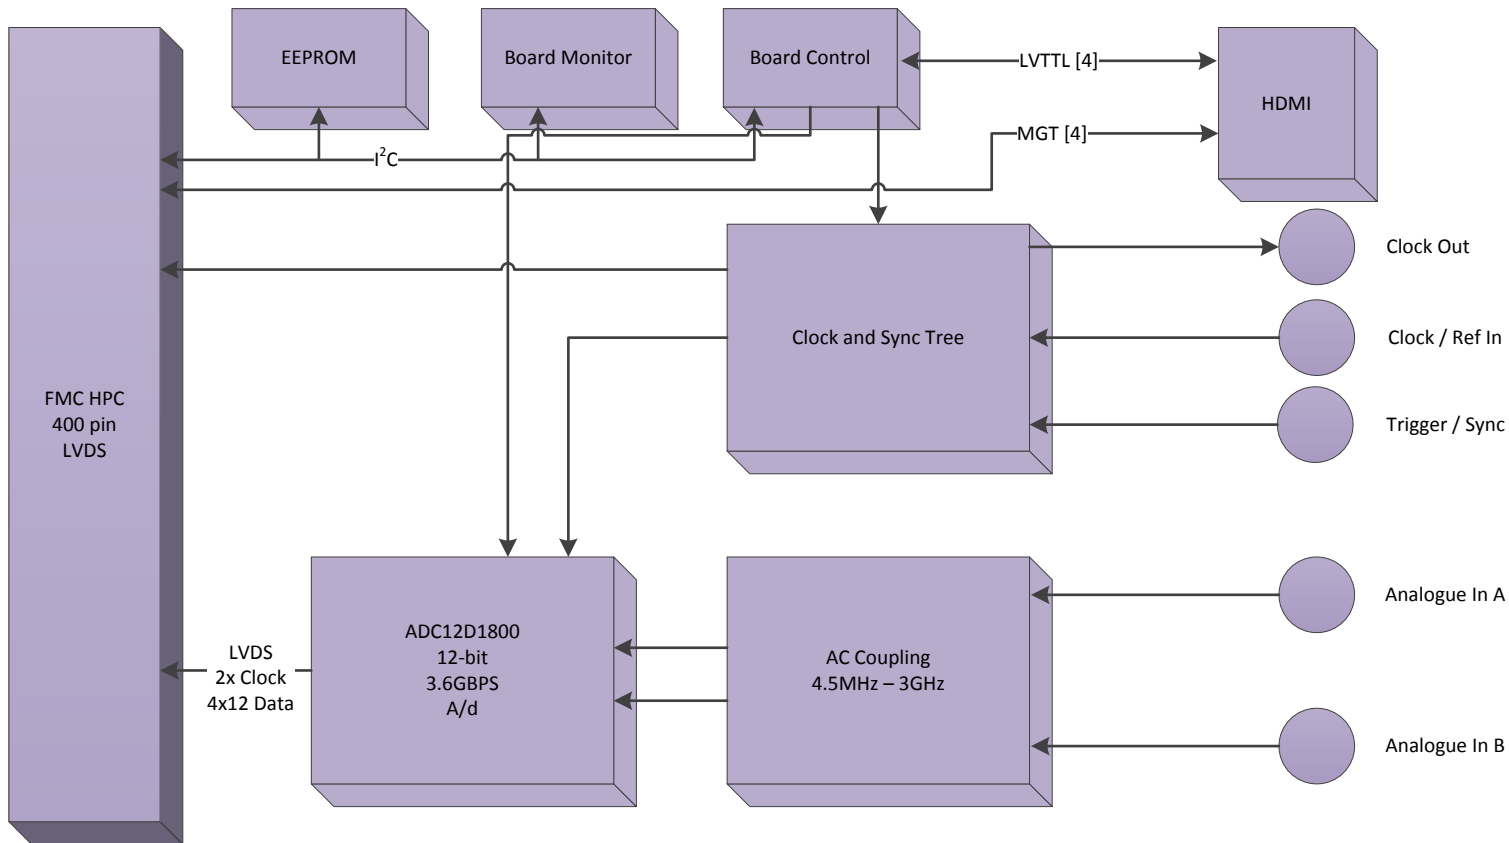 EEPROM
Board Monitor
Board Control
LVTTL [4]
HDMI
MGT [4]
I²C
Clock Out
Clock and Sync Tree
Clock / Ref In
FMC HPC
400 pin
LVDS
Trigger / Sync
Analogue In A
ADC12D1800
12-bit
3.6GBPS
A/d
AC Coupling
4.5MHz – 3GHz
LVDS
2x Clock
4x12 Data
Analogue In B